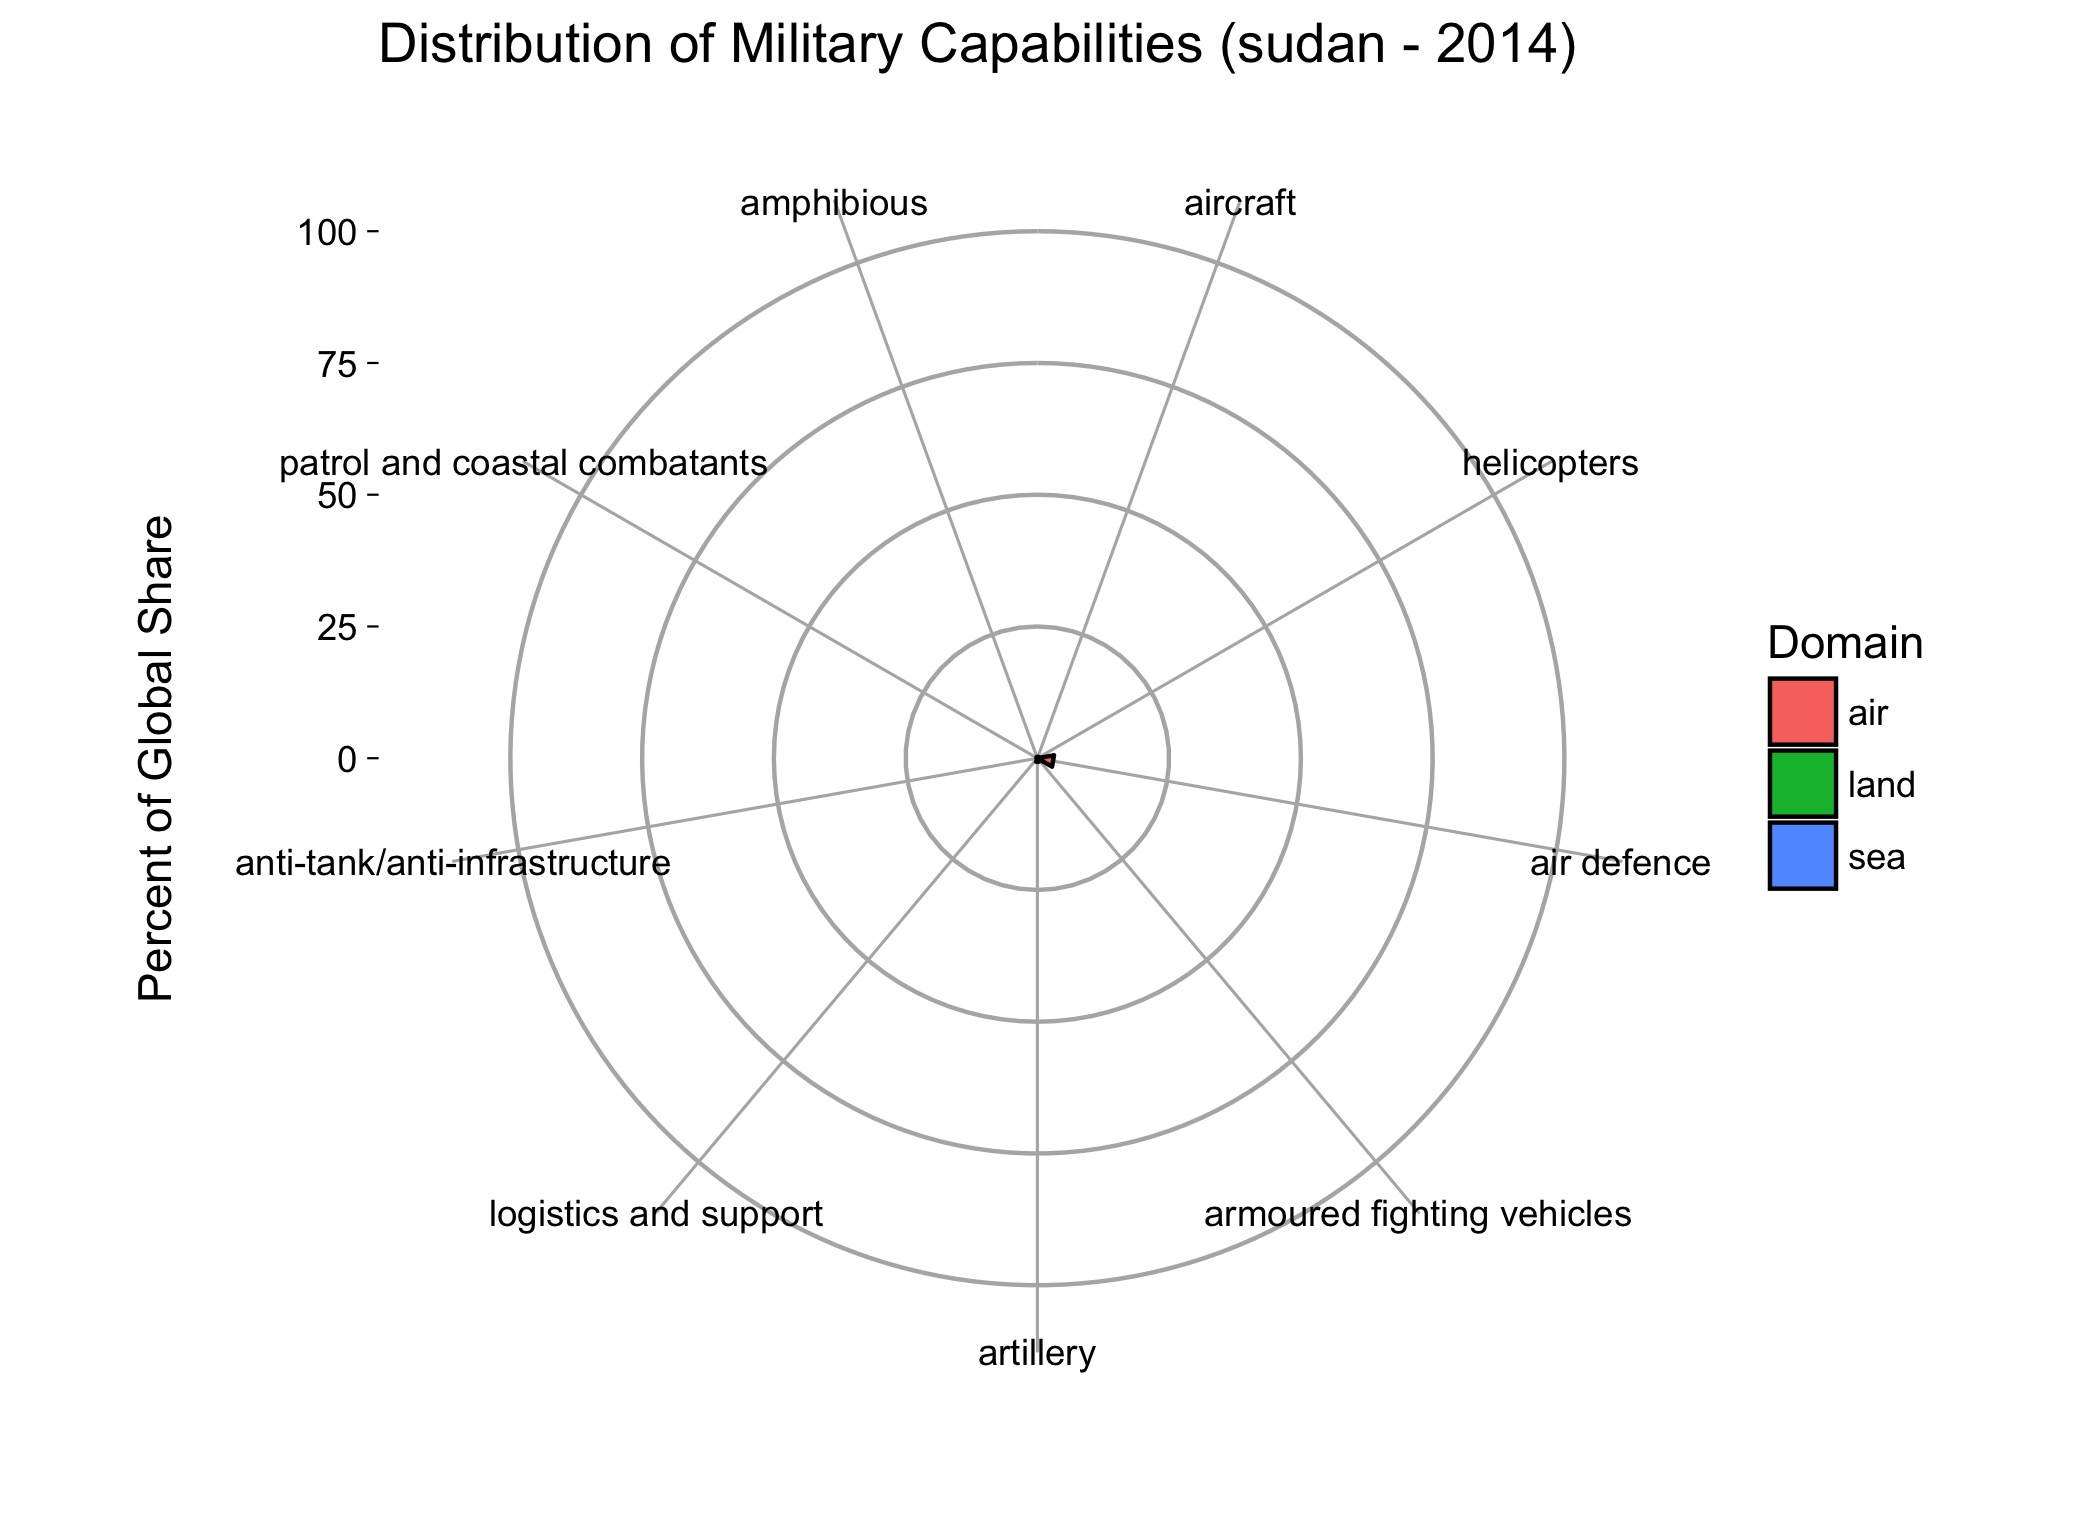 Distribution of Military Capabilities (sudan - 2014)
amphibious
aircraft
100
75
patrol and coastal combatants
helicopters
50
Percent of Global Share
25
0
anti-tank/anti-infrastructure
air defence
logistics and support
armoured fighting vehicles
artillery
Domain
air
land
sea